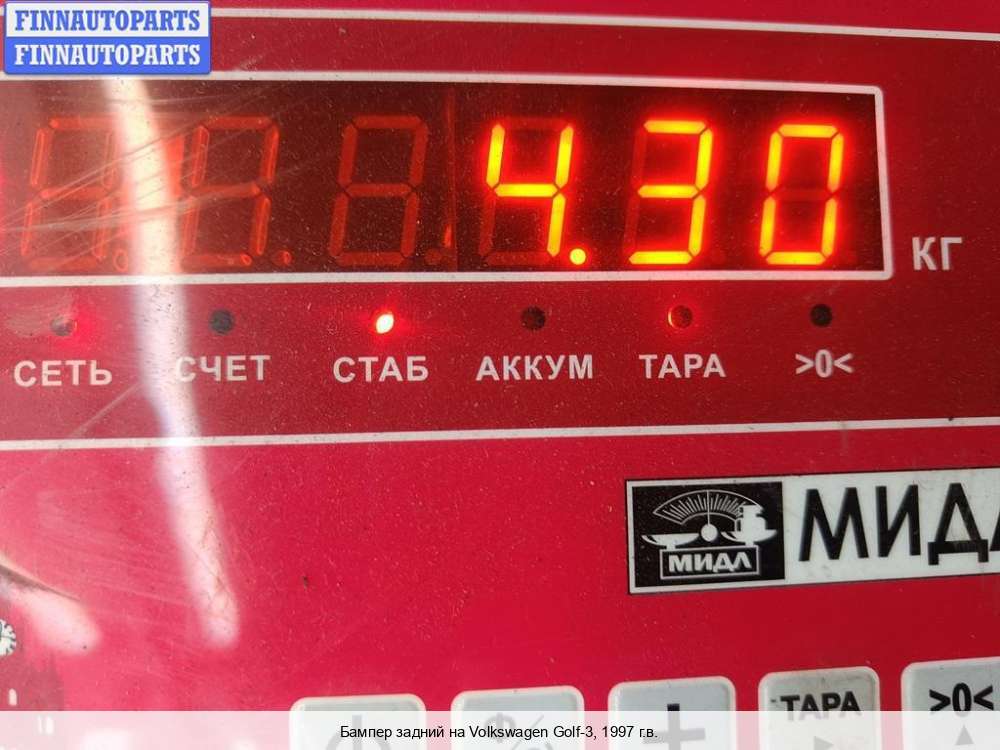 FINNAUTOPARTS
FINNAUTOPARTS
4.30
КГ
СЕТЬ СЧЕТ СТАБ АККУМ ТАРА >0<
МИДЛ
МИДЛ
ТАРА >0<
Бампер задний на Volkswagen Golf-3, 1997 г.в.